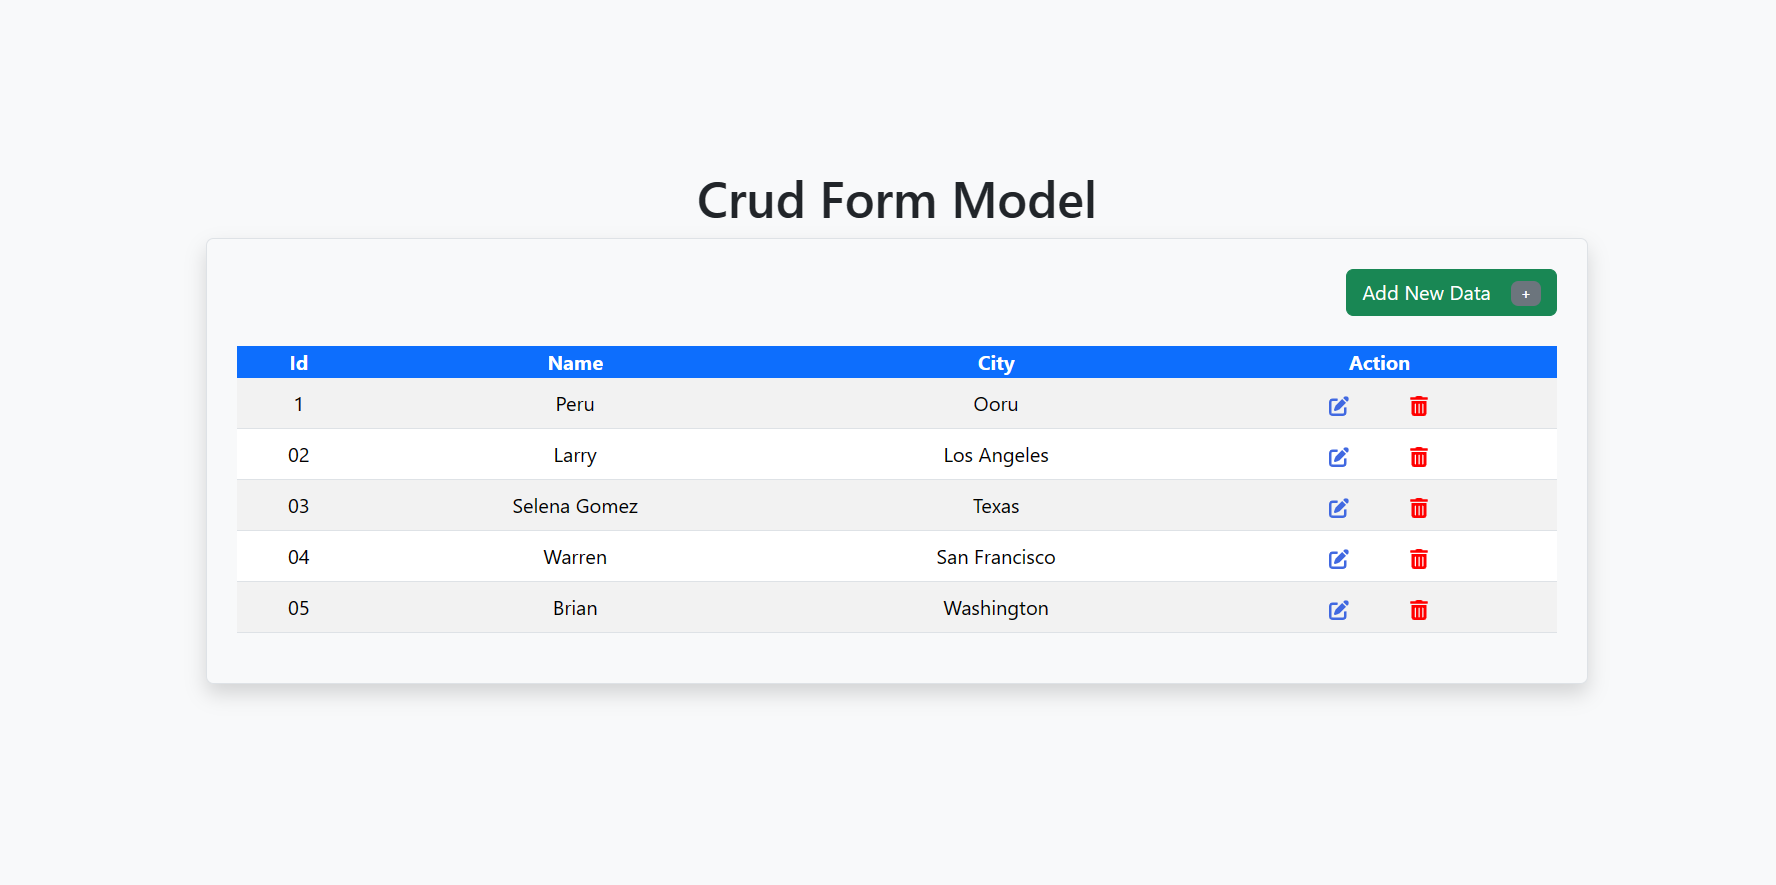 Crud Form Model
Add New Data +
Id Name City Action
1 Peru Ooru
02 Larry Los Angeles
03 Selena Gomez Texas
04 Warren San Francisco
05 Brian Washington